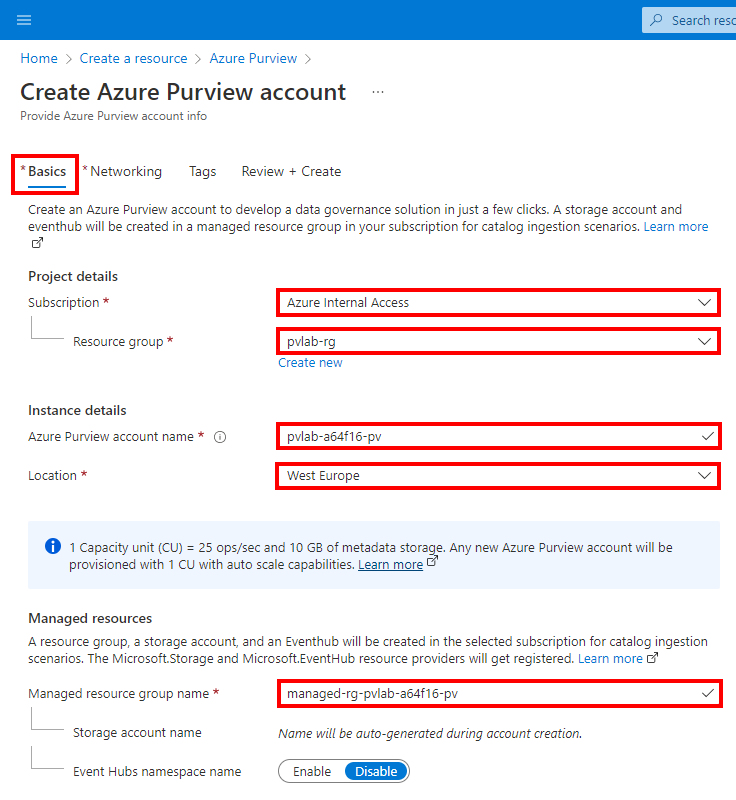 Search reso
Home > Create a resource > Azure Purview >
Create Azure Purview account ...
Provide Azure Purview account info
* Basics * Networking Tags Review + Create
Create an Azure Purview account to develop a data governance solution in just a few clicks. A storage account and
eventhub will be created in a managed resource group in your subscription for catalog ingestion scenarios. Learn more
Project details
Subscription * Azure Internal Access
Resource group * pvlab-rg
Create new
Instance details
Azure Purview account name * pvlab-a64f16-pv
Location * West Europe
1 Capacity unit (CU) = 25 ops/sec and 10 GB of metadata storage. Any new Azure Purview account will be
provisioned with 1 CU with auto scale capabilities. Learn more
Managed resources
A resource group, a storage account, and an Eventhub will be created in the selected subscription for catalog ingestion
scenarios. The Microsoft.Storage and Microsoft.EventHub resource providers will get registered. Learn more
Managed resource group name * managed-rg-pvlab-a64f16-pv
Storage account name Name will be auto-generated during account creation.
Event Hubs namespace name Enable Disable